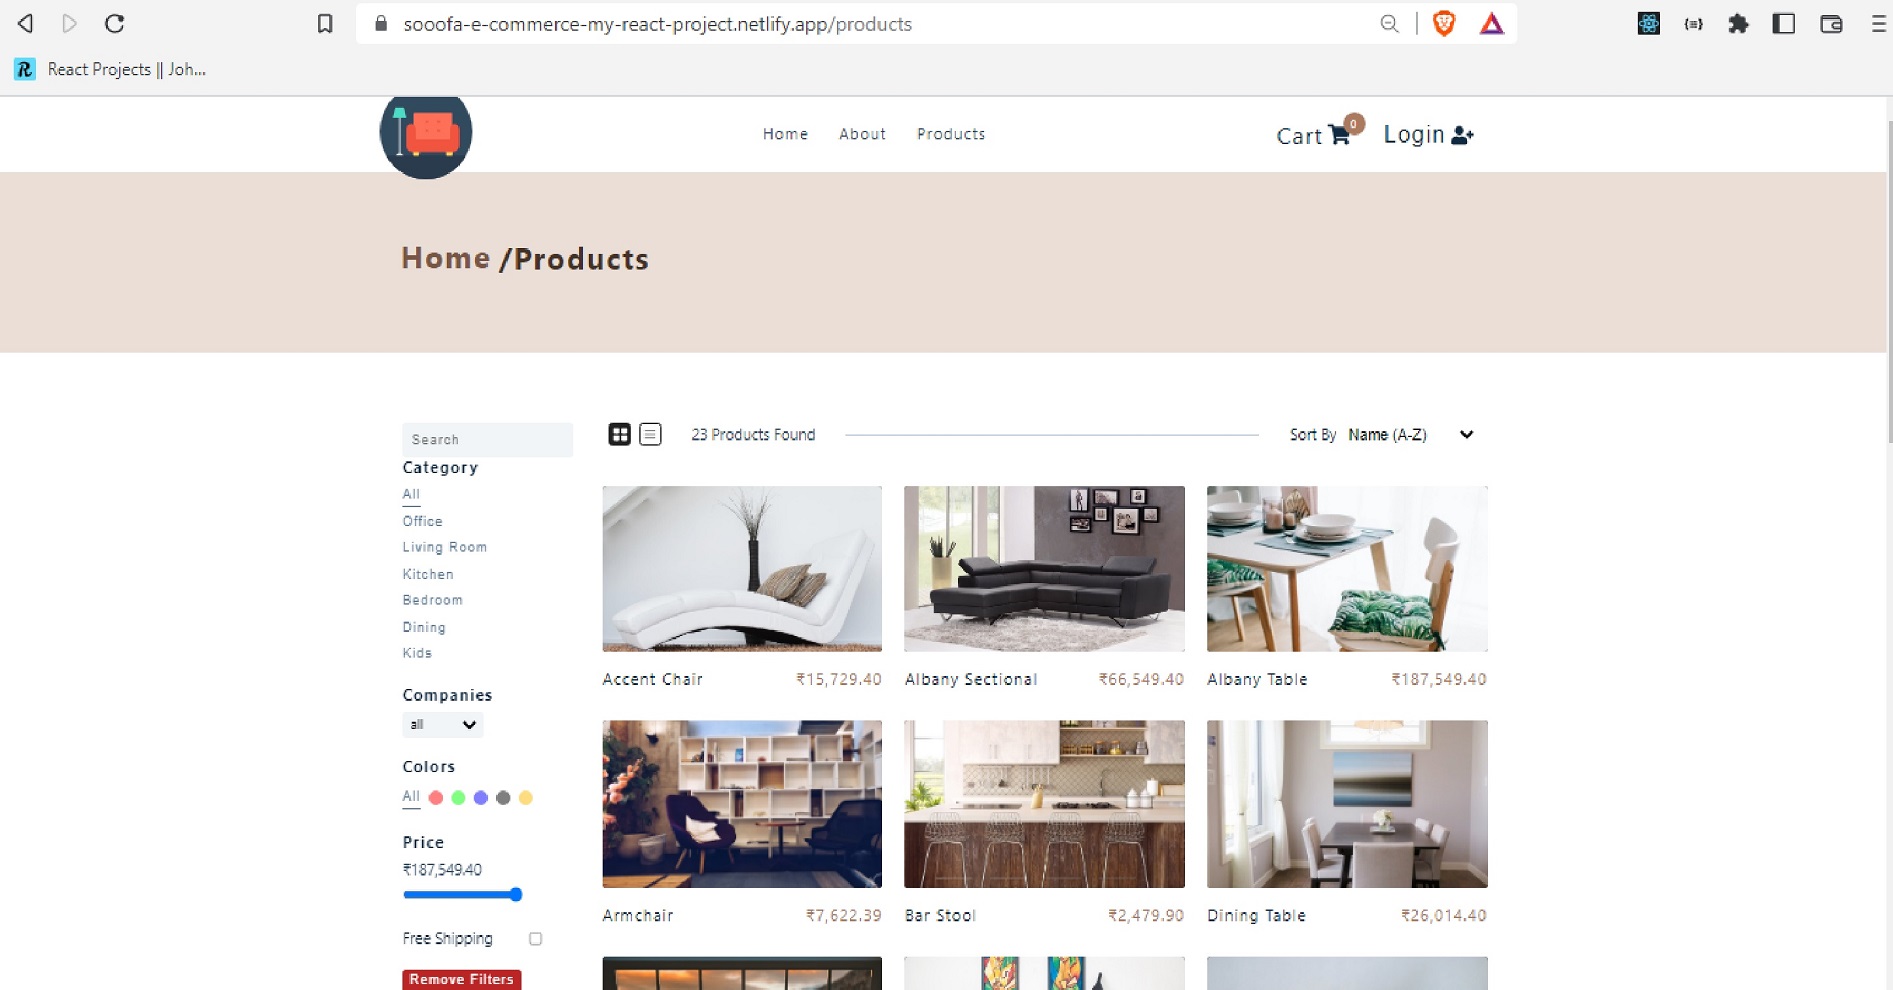 sooofa-e-commerce-my-react-project.netlify.app/products
React Projects || Joh...
Home About Products Cart 0 Login
Home /Products
Search
23 Products Found
Sort By Name (A-Z)
Category
All
Office
Living Room
Kitchen
Bedroom
Dining
Kids
Companies
all
Colors
All
Price
₹187,549.40
Free Shipping
Remove Filters
Accent Chair ₹15,729.40
Albany Sectional ₹66,549.40
Albany Table ₹187,549.40
Armchair ₹7,622.39
Bar Stool ₹2,479.90
Dining Table ₹26,014.40